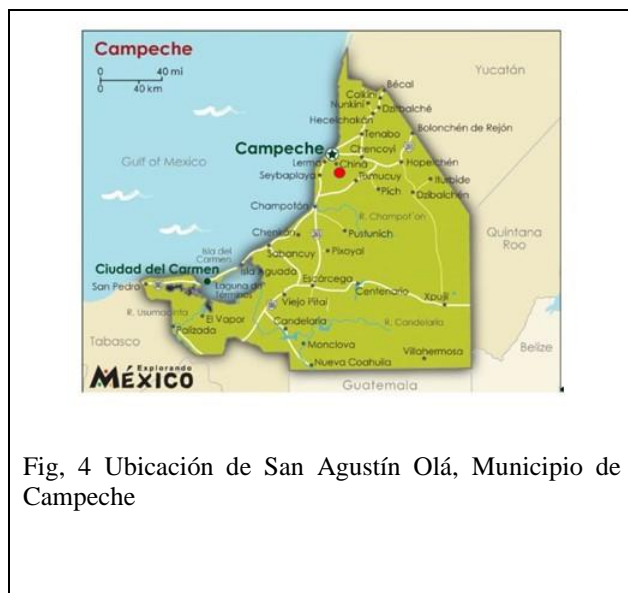 Campeche
0 40 mi
0 40 km
Yucatán
Bécal
Calkiní
Nunkiní
Dzitbalché
Hecelchakán
Tenabo
Bolonchén de Rejón
Campeche
Chencoyí
Gulf of Mexico
Lerma
China
Hopelchén
Seybaplaya
Tixmucuy
Iturbide
Pich
Dzibalchén
Champotón
R. Champotón
Quintana
Roo
Chenkán
Pustunich
Isla del
Carmen
Sabancuy
Pixoyal
Ciudad del Carmen
Isla Aguada
San Pedro
Laguna de
Términos
Escárcega
Centenario
Xpujil
R. Usumacinta
El Vapor
Viejo Pital
Palizada
Candelaria
R. Candelaria
Tabasco
Monclova
Villahermosa
Belize
Nueva Coahuila
Explorando
MÉXICO
Guatemala
Fig, 4 Ubicación de San Agustín Olá, Municipio de
Campeche